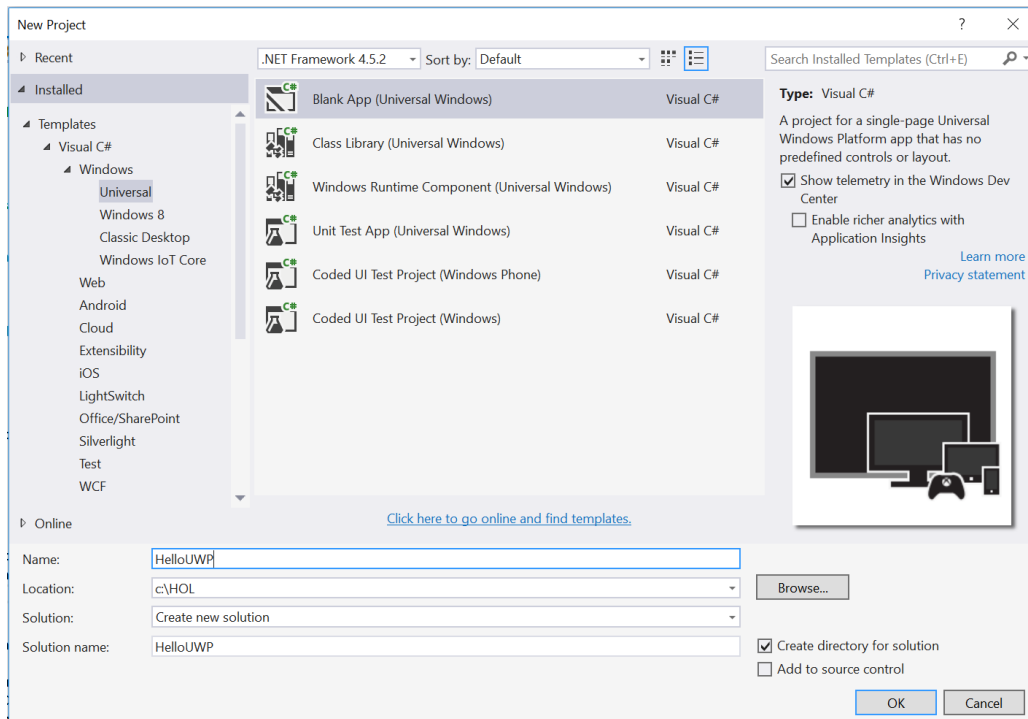 New Project
?
Recent
.NET Framework 4.5.2
Sort by:
Default
Search Installed Templates (Ctrl+E)
Installed
Templates
Visual C#
Windows
Universal
Windows 8
Classic Desktop
Windows IoT Core
Web
Android
Cloud
Extensibility
iOS
LightSwitch
Office/SharePoint
Silverlight
Test
WCF
Online
C# Blank App (Universal Windows) Visual C#
C# Class Library (Universal Windows) Visual C#
C# Windows Runtime Component (Universal Windows) Visual C#
C# Unit Test App (Universal Windows) Visual C#
C# Coded UI Test Project (Windows Phone) Visual C#
C# Coded UI Test Project (Windows) Visual C#
Click here to go online and find templates.
Type: Visual C#
A project for a single-page Universal
Windows Platform app that has no
predefined controls or layout.
Show telemetry in the Windows Dev
Center
Enable richer analytics with
Application Insights
Learn more
Privacy statement
Name: HelloUWP
Location: c:\HOL
Browse...
Solution: Create new solution
Solution name: HelloUWP
Create directory for solution
Add to source control
OK
Cancel